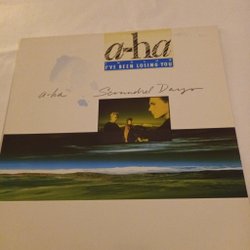 a-ha
I'VE BEEN LOSING YOU
a-ha Scoundrel Days